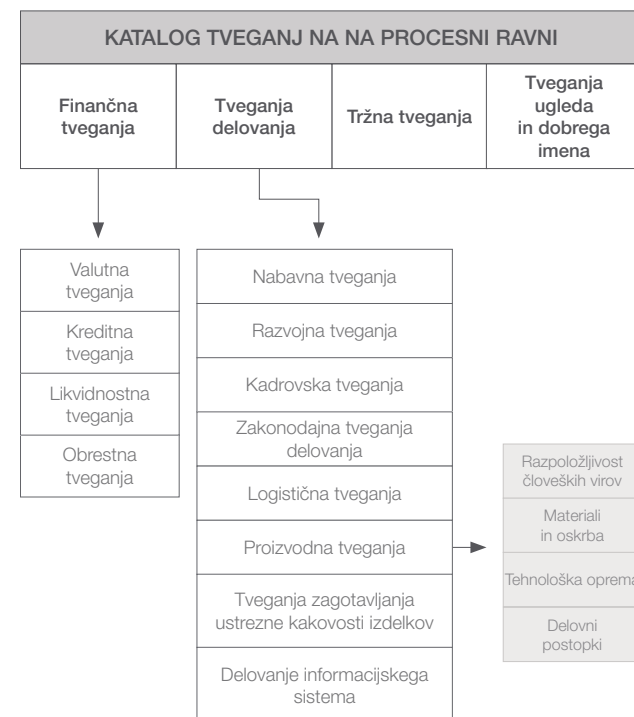 KATALOG TVEGANJ NA NA PROCESNI RAVNI
Finančna
tveganja
Tveganja
delovanja
Tržna tveganja
Tveganja
ugleda
in dobrega
imena
Valutna
tveganja
Kreditna
tveganja
Likvidnostna
tveganja
Obrestna
tveganja
Nabavna tveganja
Razvojna tveganja
Kadrovska tveganja
Zakonodajna tveganja
delovanja
Logistična tveganja
Proizvodna tveganja
Tveganja zagotavljanja
ustrezne kakovosti izdelkov
Delovanje informacijskega
sistema
Razpoložljivost
človeških virov
Materiali
in oskrba
Tehnološka oprema
Delovni
postopki